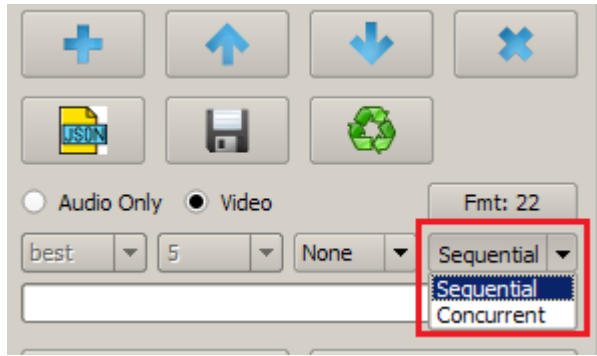 JSON
Audio Only Video Fmt: 22
best 5 None Sequential
Sequential
Concurrent